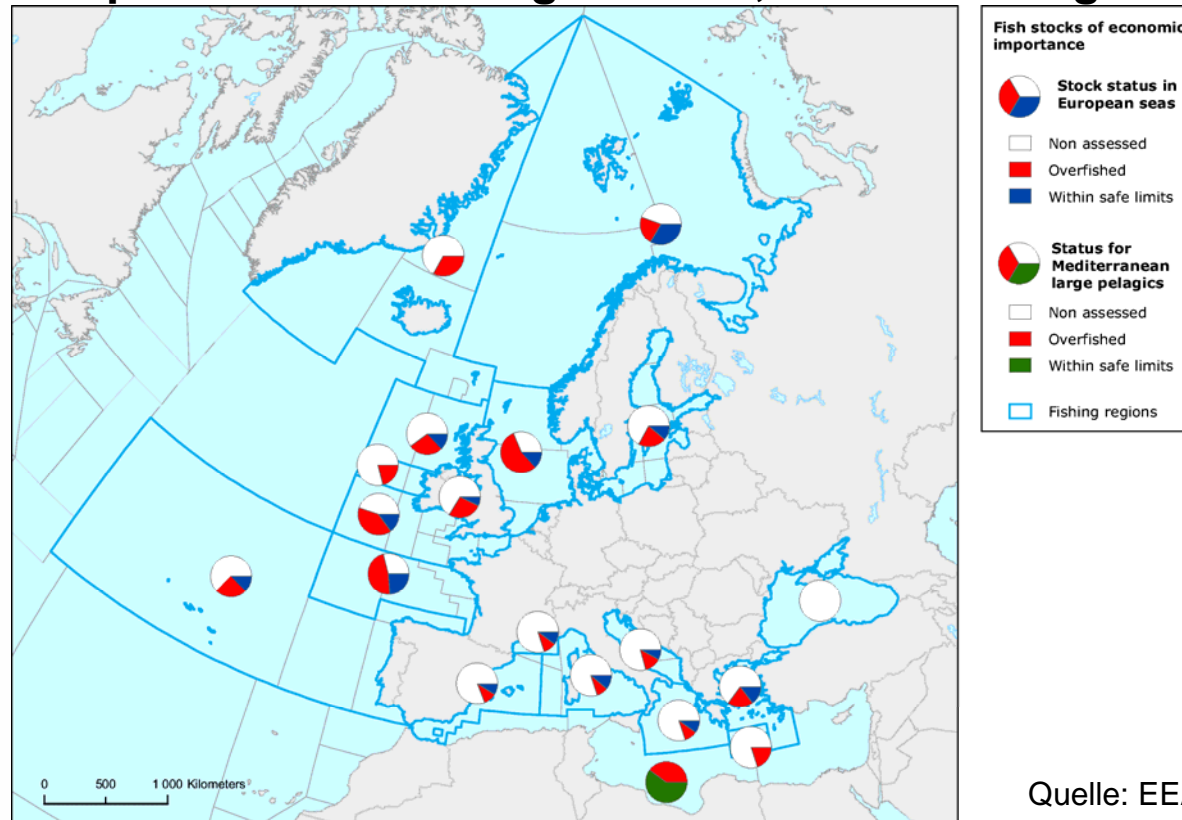 Fish stocks of economic
importance
Stock status in
European seas
Non assessed
Overfished
Within safe limits
Status for
Mediterranean
large pelagics
Non assessed
Overfished
Within safe limits
Fishing regions
0 500 1 000 Kilometers
Quelle: EEA